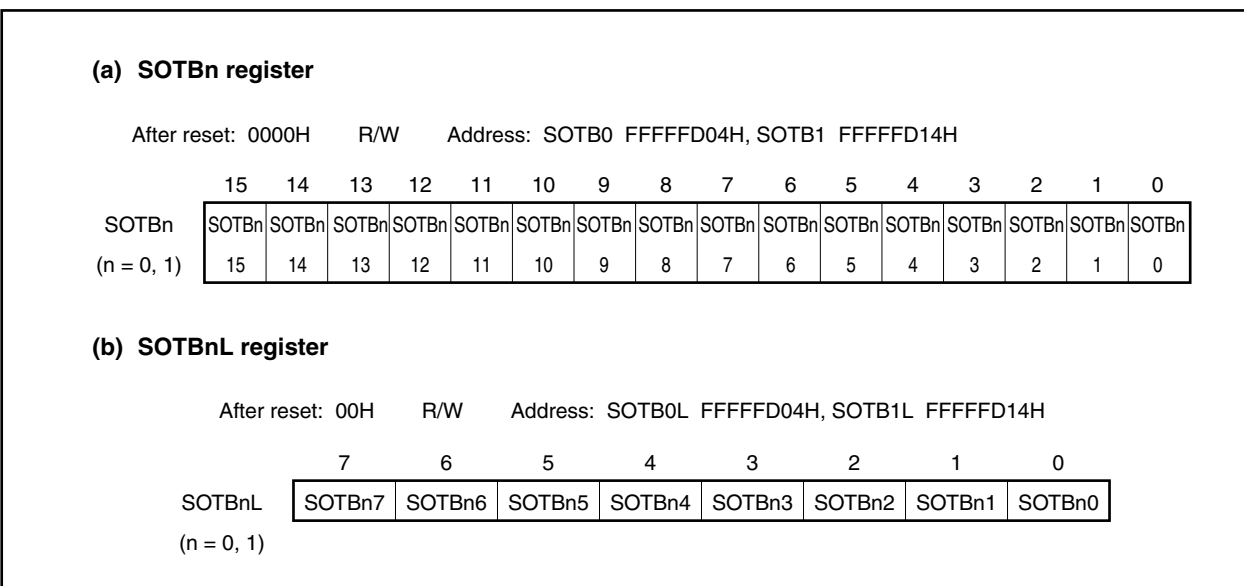 (a) SOTBn register
After reset: 0000H R/W Address: SOTB0 FFFFFD04H, SOTB1 FFFFFD14H
15 14 13 12 11 10 9 8 7 6 5 4 3 2 1 0
SOTBn SOTBn SOTBn SOTBn SOTBn SOTBn SOTBn SOTBn SOTBn SOTBn SOTBn SOTBn SOTBn SOTBn SOTBn SOTBn SOTBn
(n = 0, 1) 15 14 13 12 11 10 9 8 7 6 5 4 3 2 1 0
(b) SOTBnL register
After reset: 00H R/W Address: SOTB0L FFFFFD04H, SOTB1L FFFFFD14H
7 6 5 4 3 2 1 0
SOTBnL SOTBn7 SOTBn6 SOTBn5 SOTBn4 SOTBn3 SOTBn2 SOTBn1 SOTBn0
(n = 0, 1)